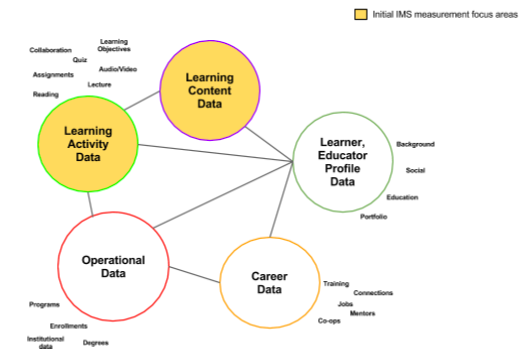 Initial IMS measurement focus areas
Learning
Objectives
Collaboration
Quiz
Audio/Video
Assignments
Lecture
Reading
Learning
Content
Data
Learning
Activity
Data
Learner,
Educator
Profile
Data
Background
Social
Education
Portfolio
Operational
Data
Career
Data
Training
Connections
Jobs
Mentors
Co-ops
Programs
Enrollments
Institutional
data
Degrees